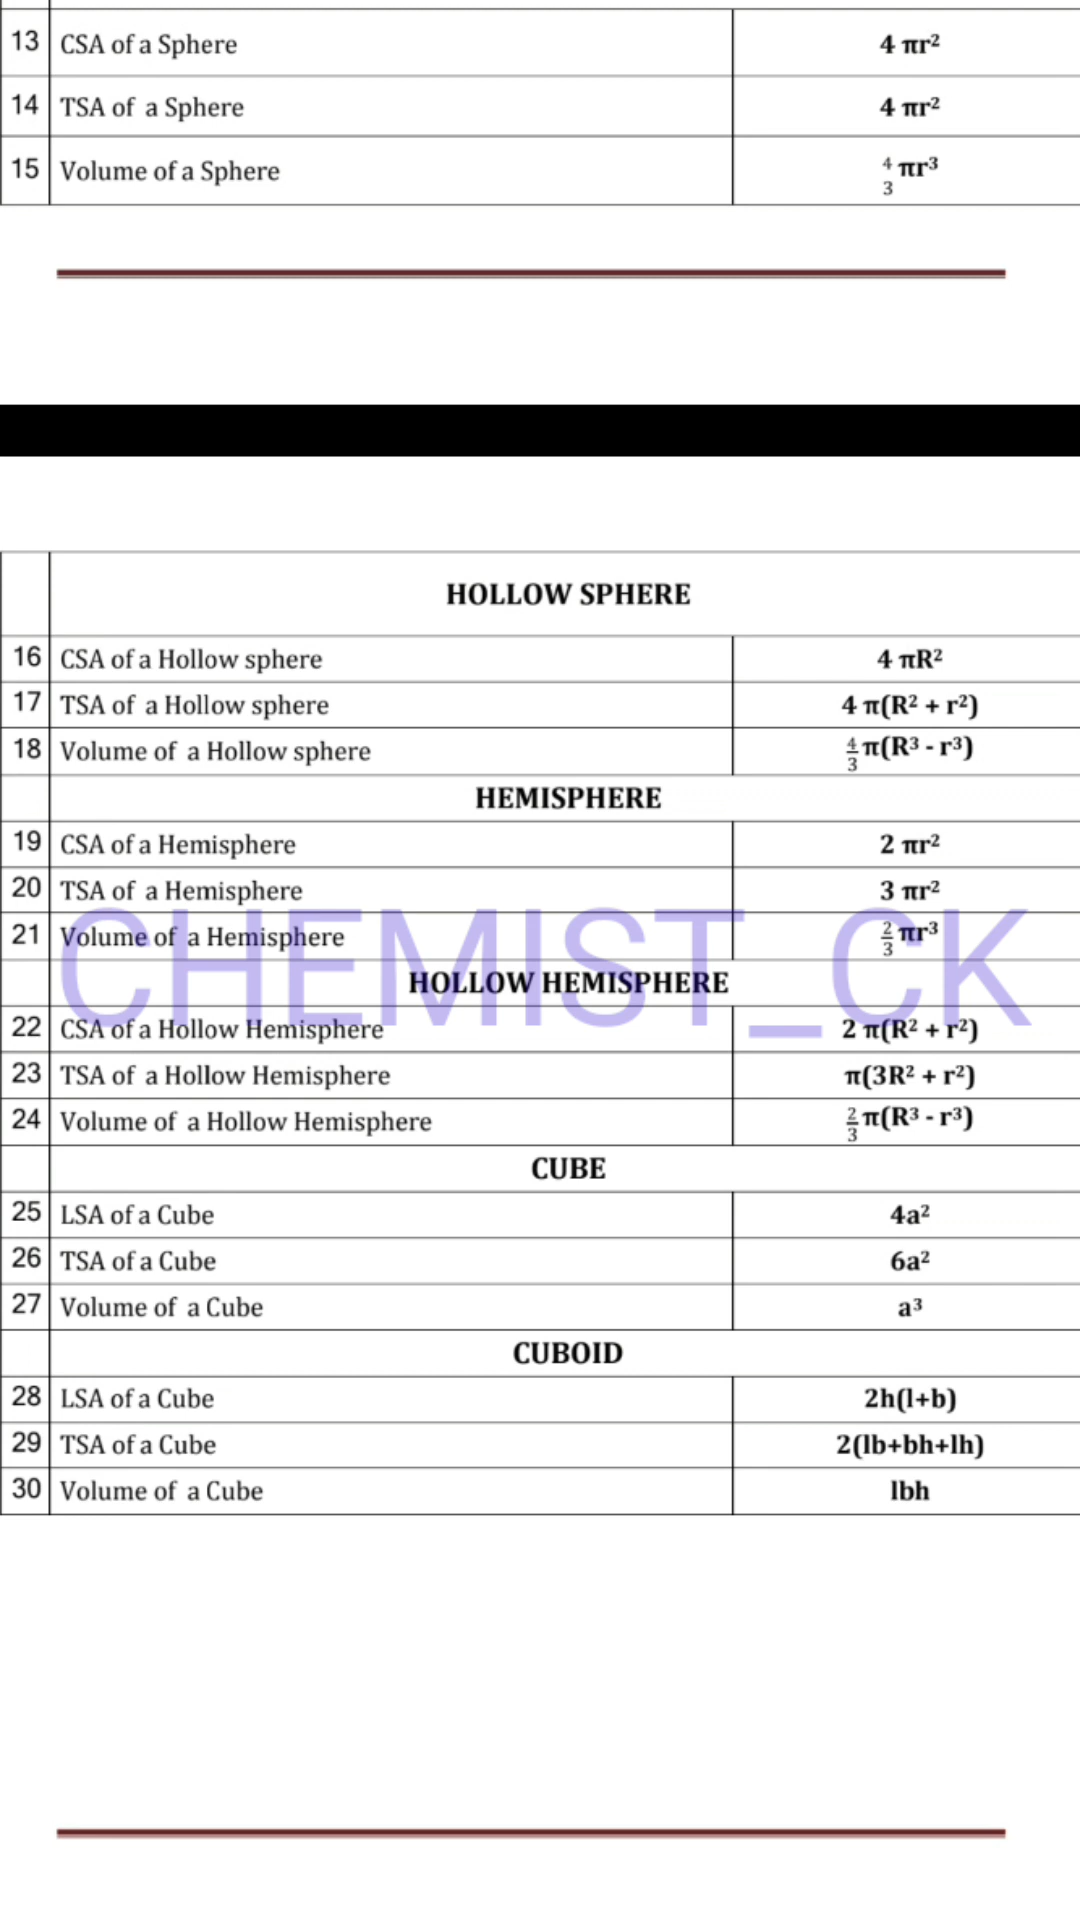 13 CSA of a Sphere 4 πr²
14 TSA of a Sphere 4 πr²
15 Volume of a Sphere 4/3 πr³
HOLLOW SPHERE
16 CSA of a Hollow sphere 4 πR²
17 TSA of a Hollow sphere 4 π(R² + r²)
18 Volume of a Hollow sphere 4/3 π(R³ - r³)
HEMISPHERE
19 CSA of a Hemisphere 2 πr²
20 TSA of a Hemisphere 3 πr²
21 Volume of a Hemisphere 2/3 πr³
CHEMIST_CK
HOLLOW HEMISPHERE
22 CSA of a Hollow Hemisphere 2 π(R² + r²)
23 TSA of a Hollow Hemisphere π(3R² + r²)
24 Volume of a Hollow Hemisphere 2/3 π(R³ - r³)
CUBE
25 LSA of a Cube 4a²
26 TSA of a Cube 6a²
27 Volume of a Cube a³
CUBOID
28 LSA of a Cube 2h(l+b)
29 TSA of a Cube 2(lb+bh+lh)
30 Volume of a Cube lbh